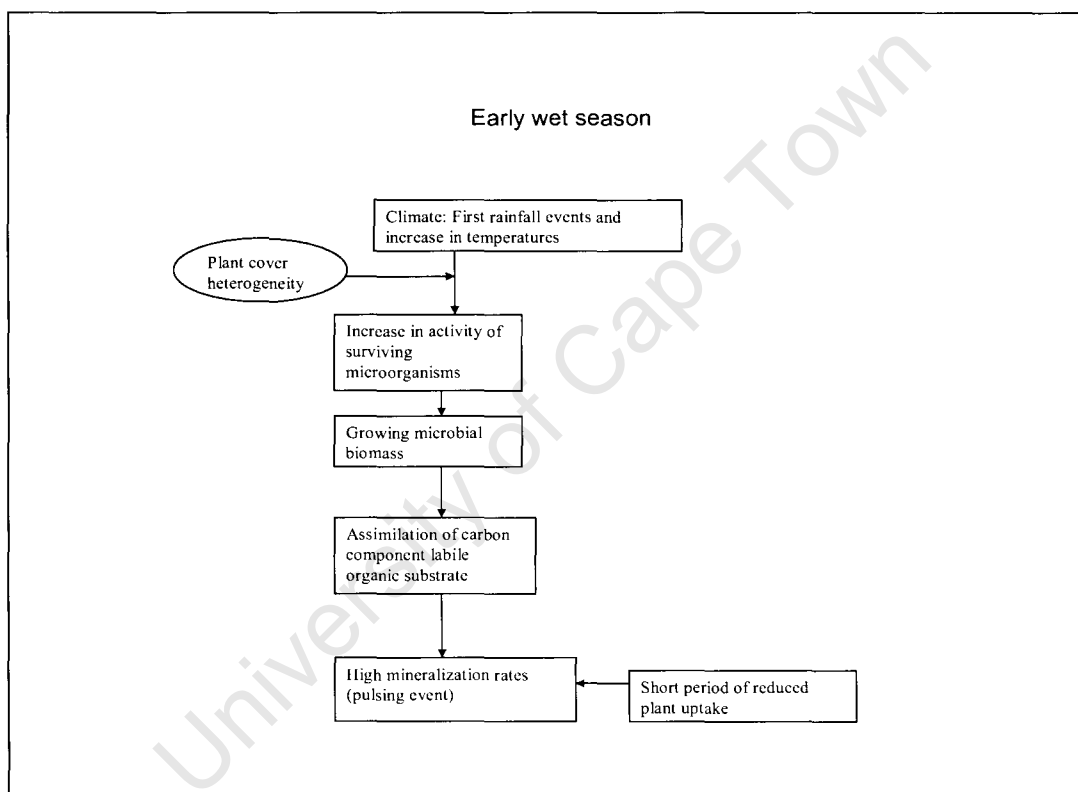 Early wet season
Climate: First rainfall events and
increase in temperatures
Plant cover
heterogeneity
Increase in activity of
surviving
microorganisms
Growing microbial
biomass
Assimilation of carbon
component labile
organic substrate
High mineralization rates
(pulsing event)
Short period of reduced
plant uptake
University of Cape Town